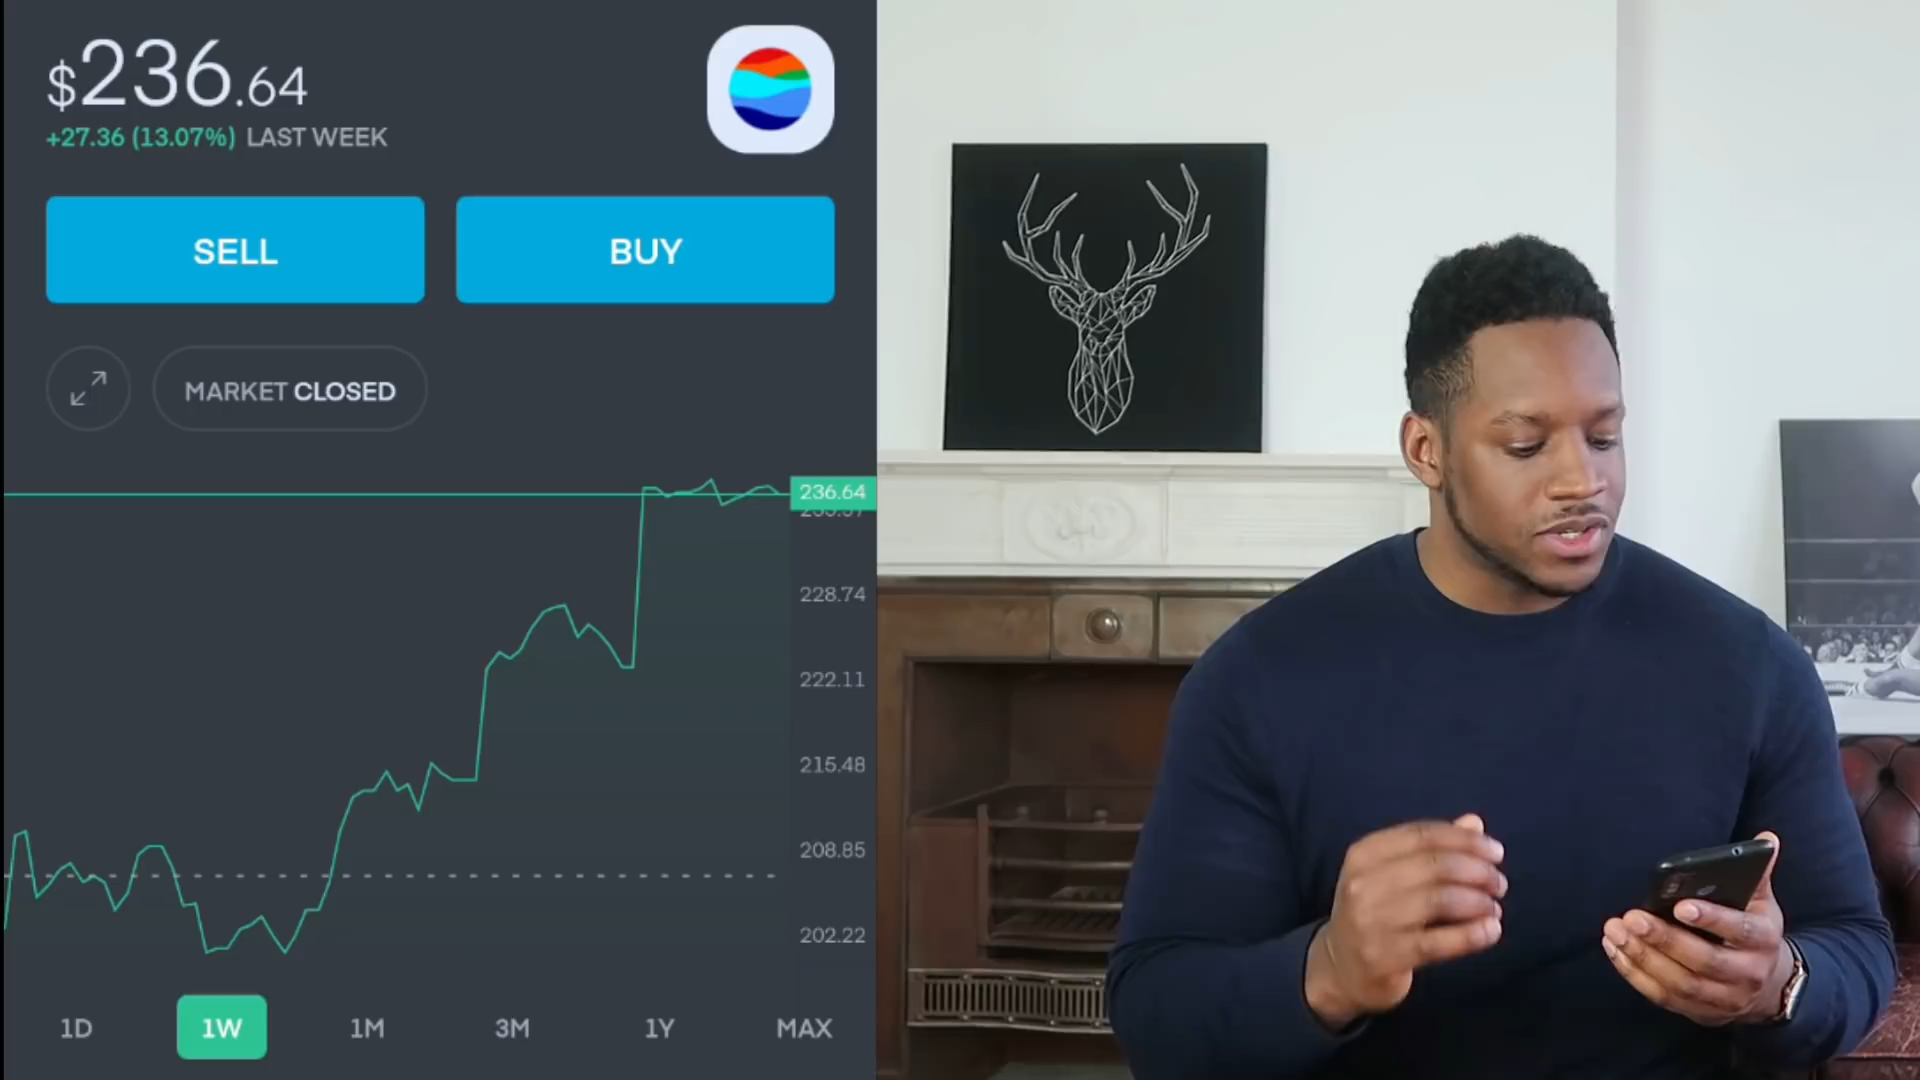 $236.64
+27.36 (13.07%) LAST WEEK
SELL
BUY
MARKET CLOSED
236.64
228.74
222.11
215.48
208.85
202.22
1D
1W
1M
3M
1Y
MAX